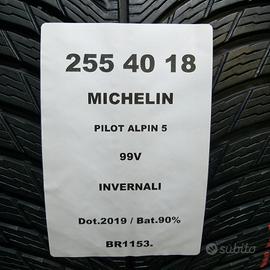 255 40 18
MICHELIN
PILOT ALPIN 5
99V
INVERNALI
Dot.2019 / Bat.90%
BR1153.
subito